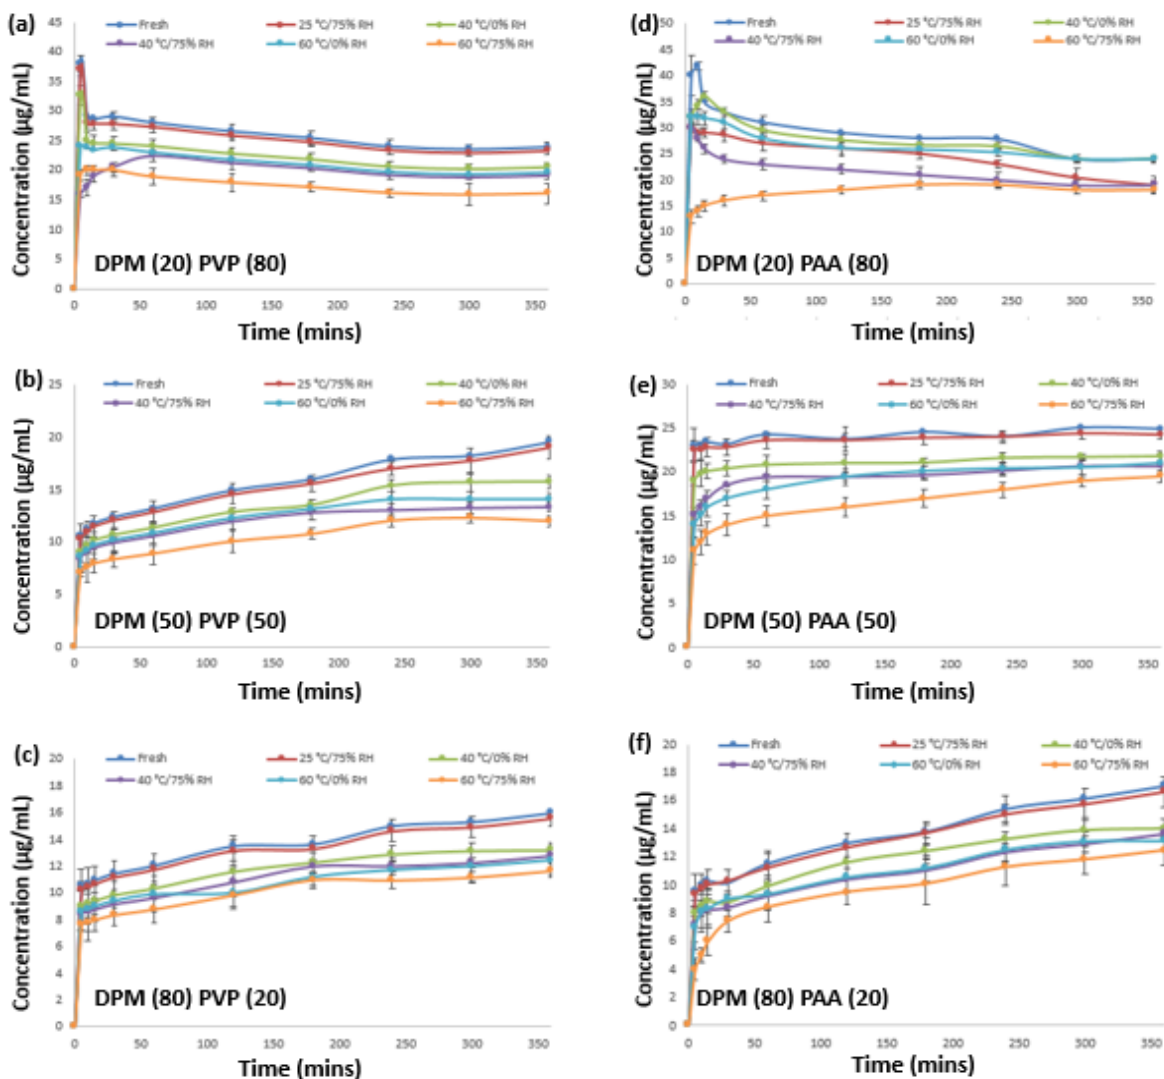 (a)
Fresh 25 °C/75% RH 40 °C/0% RH
40 °C/75% RH 60 °C/0% RH 60 °C/75% RH
Concentration (µg/mL)
45
40
35
30
25
20
15
10
5
0
DPM (20) PVP (80)
0 50 100 150 200 250 300 350
Time (mins)
(d)
Fresh 25 °C/75% RH 40 °C/0% RH
40 °C/75% RH 60 °C/0% RH 60 °C/75% RH
Concentration (µg/mL)
50
45
40
35
30
25
20
15
10
5
0
DPM (20) PAA (80)
0 50 100 150 200 250 300 350
Time (mins)
(b)
Fresh 25 °C/75% RH 40 °C/0% RH
40 °C/75% RH 60 °C/0% RH 60 °C/75% RH
Concentration (µg/mL)
25
20
15
10
5
0
DPM (50) PVP (50)
0 50 100 150 200 250 300 350
Time (mins)
(e)
Fresh 25 °C/75% RH 40 °C/0% RH
40 °C/75% RH 60 °C/0% RH 60 °C/75% RH
Concentration (µg/mL)
30
25
20
15
10
5
0
DPM (50) PAA (50)
0 50 100 150 200 250 300 350
Time (mins)
(c)
Fresh 25 °C/75% RH 40 °C/0% RH
40 °C/75% RH 60 °C/0% RH 60 °C/75% RH
Concentration (µg/mL)
20
18
16
14
12
10
8
6
4
2
0
DPM (80) PVP (20)
0 50 100 150 200 250 300 350
Time (mins)
(f)
Fresh 25 °C/75% RH 40 °C/0% RH
40 °C/75% RH 60 °C/0% RH 60 °C/75% RH
Concentration (µg/mL)
20
18
16
14
12
10
8
6
4
2
0
DPM (80) PAA (20)
0 50 100 150 200 250 300 350
Time (mins)